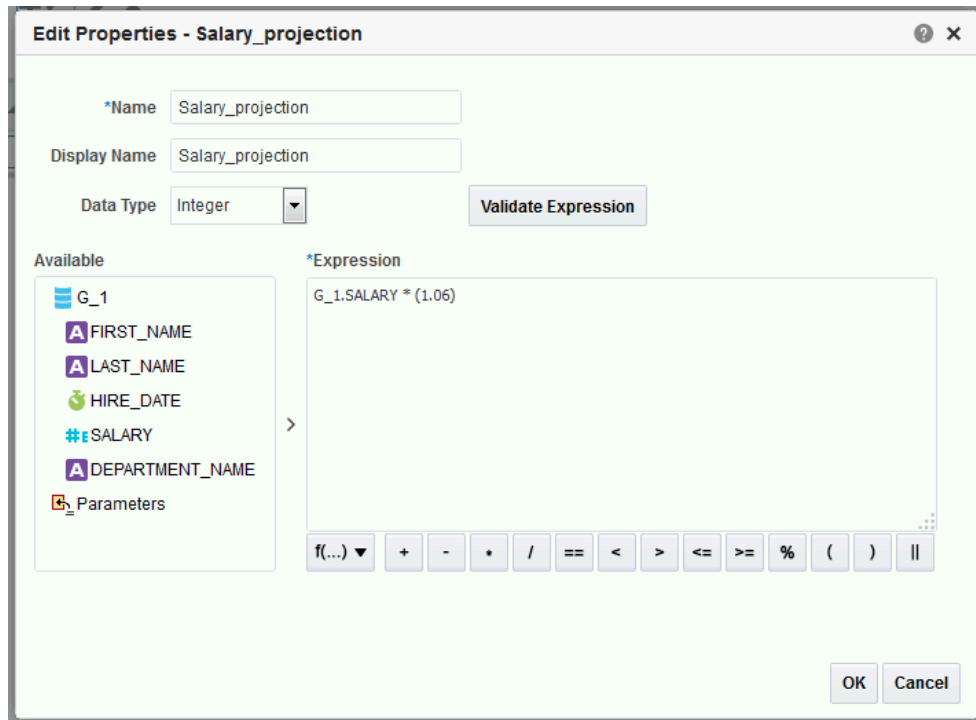 Edit Properties - Salary_projection
*Name Salary_projection
Display Name Salary_projection
Data Type Integer Validate Expression
Available *Expression
G_1
FIRST_NAME
LAST_NAME
HIRE_DATE
SALARY
DEPARTMENT_NAME
Parameters
G_1.SALARY * (1.06)
f(...) + - * / == < > <= >= % ( ) ||
OK Cancel